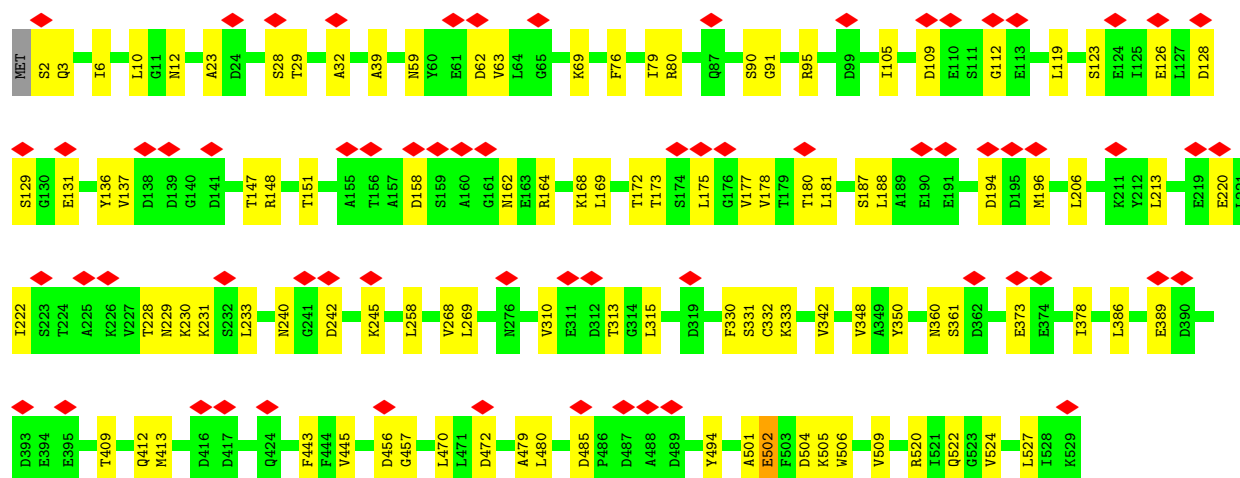 MET S2 Q3 I6 L10 G11 N12 A23 D24 S28 T29 A32 A39 N59 Y60 E61 D62 V63 L64 G65 K69 F76 I79 R80 Q87 S90 G91 R95 D99 I105 D109 E110 S111 G112 E113 L119 S123 E124 I125 E126 L127 D128
S129 G130 E131 Y136 V137 D138 D139 G140 D141 T147 R148 T151 A155 T156 A157 D158 S159 A160 G161 N162 E163 R164 K168 L169 T172 T173 S174 L175 G176 V177 V178 T179 T180 L181 S187 L188 A189 E190 E191 D194 D195 M196 L206 K211 Y212 L213 E219 E220 L221
I222 S223 T224 A225 K226 V227 T228 N229 K230 K231 S232 L233 N240 G241 D242 K245 L258 V268 L269 N276 V310 E311 D312 T313 G314 L315 D319 F330 S331 C332 K333 V342 V348 A349 Y350 N360 S361 D362 E373 E374 I378 L386 E389 D390
D393 E394 E395 T409 Q412 M413 D416 D417 Q424 F443 F444 V445 D456 G457 L470 L471 D472 A479 L480 D485 P486 D487 A488 D489 Y494 A501 E502 F503 D504 K505 W506 V509 R520 I521 Q522 G523 V524 L527 I528 K529